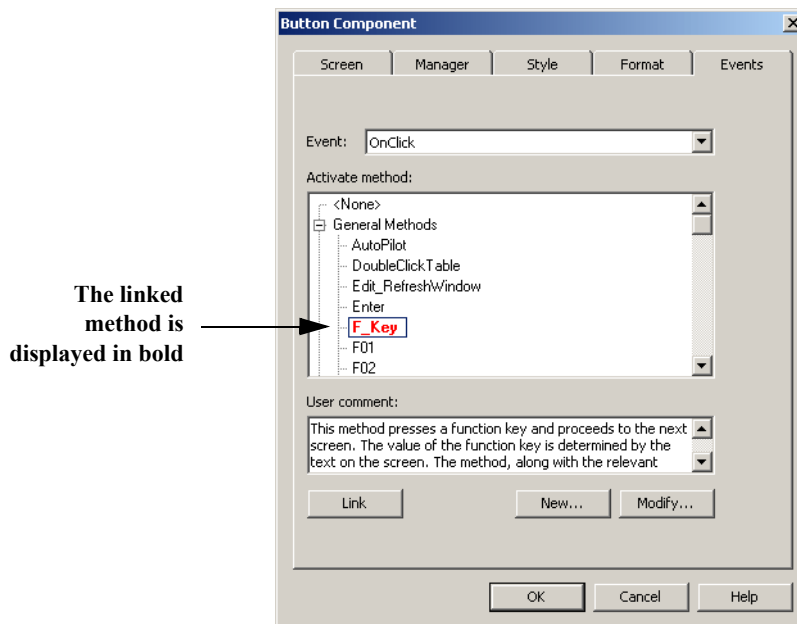 Button Component
Screen Manager Style Format Events
Event: OnClick
Activate method:
<None>
General Methods
AutoPilot
DoubleClickTable
Edit_RefreshWindow
Enter
The linked
method is
displayed in bold
F_Key
F01
F02
User comment:
This method presses a function key and proceeds to the next
screen. The value of the function key is determined by the
text on the screen. The method, along with the relevant
Link New... Modify...
OK Cancel Help